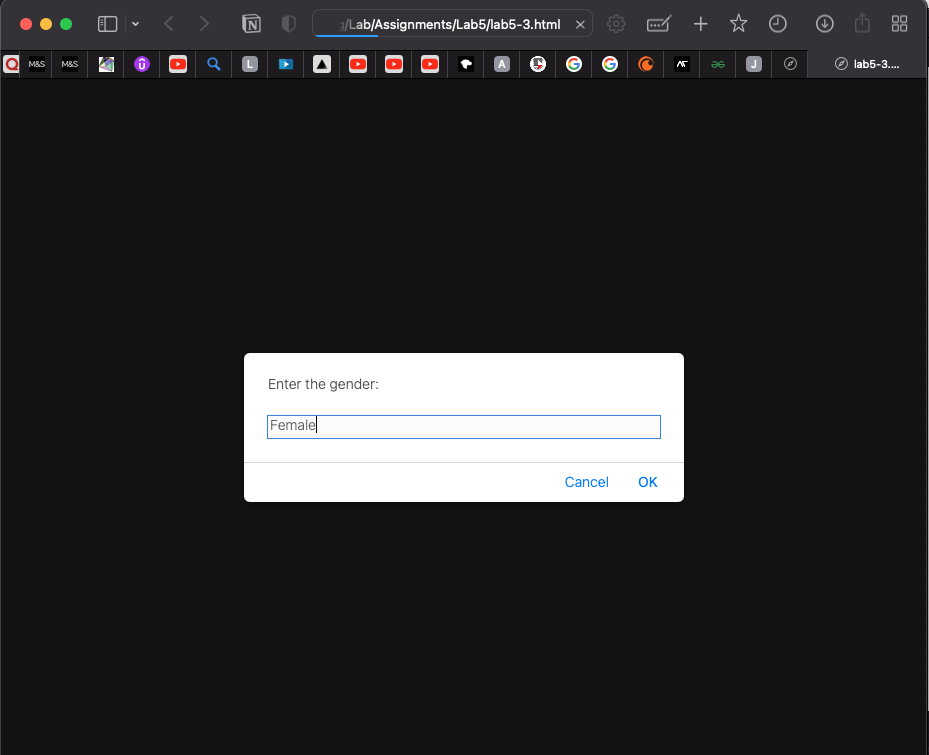 /Lab/Assignments/Lab5/lab5-3.html
M&S
M&S
L
A
J
lab5-3....
Enter the gender:
Female
Cancel
OK